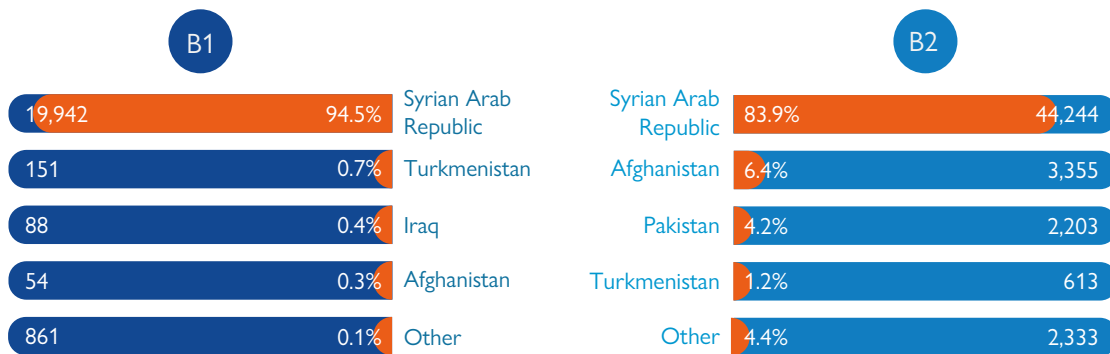 B1
19,942 94.5% Syrian Arab
Republic
151 0.7% Turkmenistan
88 0.4% Iraq
54 0.3% Afghanistan
861 0.1% Other
B2
Syrian Arab
Republic 83.9% 44,244
Afghanistan 6.4% 3,355
Pakistan 4.2% 2,203
Turkmenistan 1.2% 613
Other 4.4% 2,333